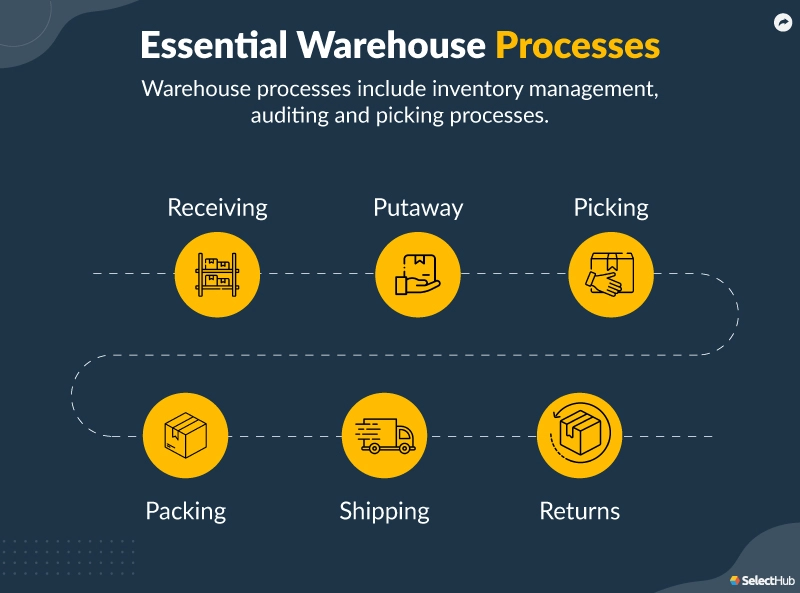 Essential Warehouse Processes
Warehouse processes include inventory management,
auditing and picking processes.
Receiving
Putaway
Picking
Packing
Shipping
Returns
SelectHub